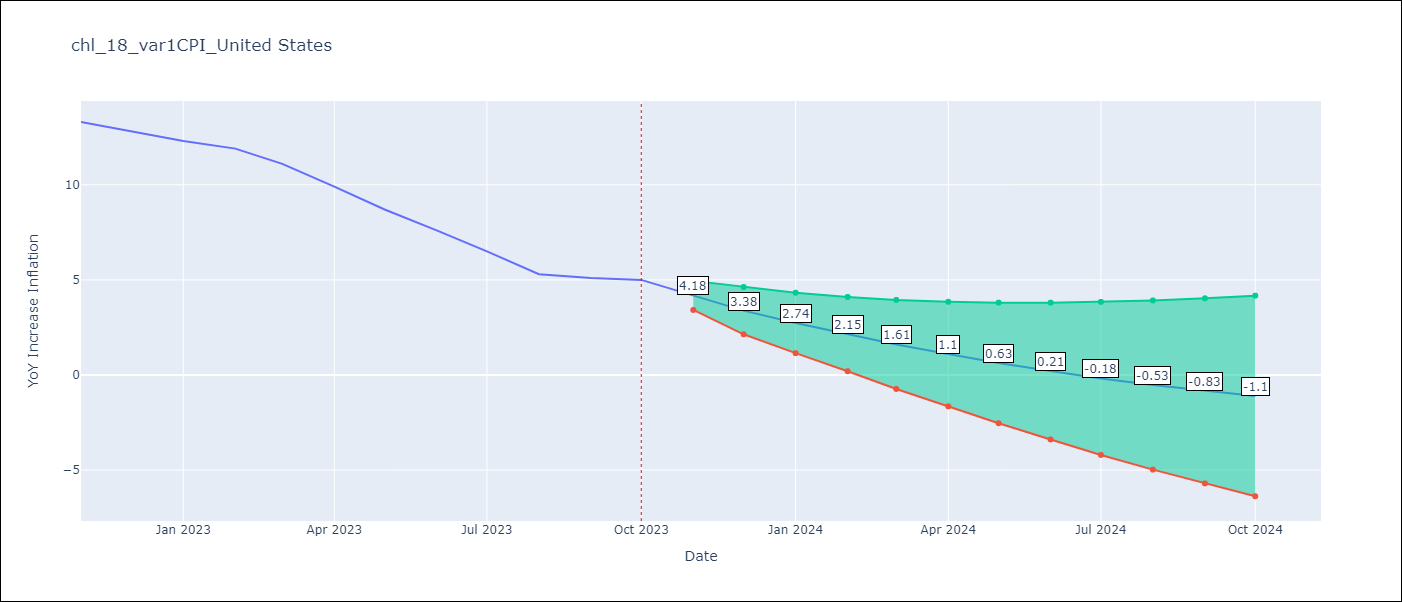 chl_18_var1CPI_United States
YoY Increase Inflation
10
5
0
−5
4.18
3.38
2.74
2.15
1.61
1.1
0.63
0.21
-0.18
-0.53
-0.83
-1.1
Jan 2023
Apr 2023
Jul 2023
Oct 2023
Jan 2024
Apr 2024
Jul 2024
Oct 2024
Date